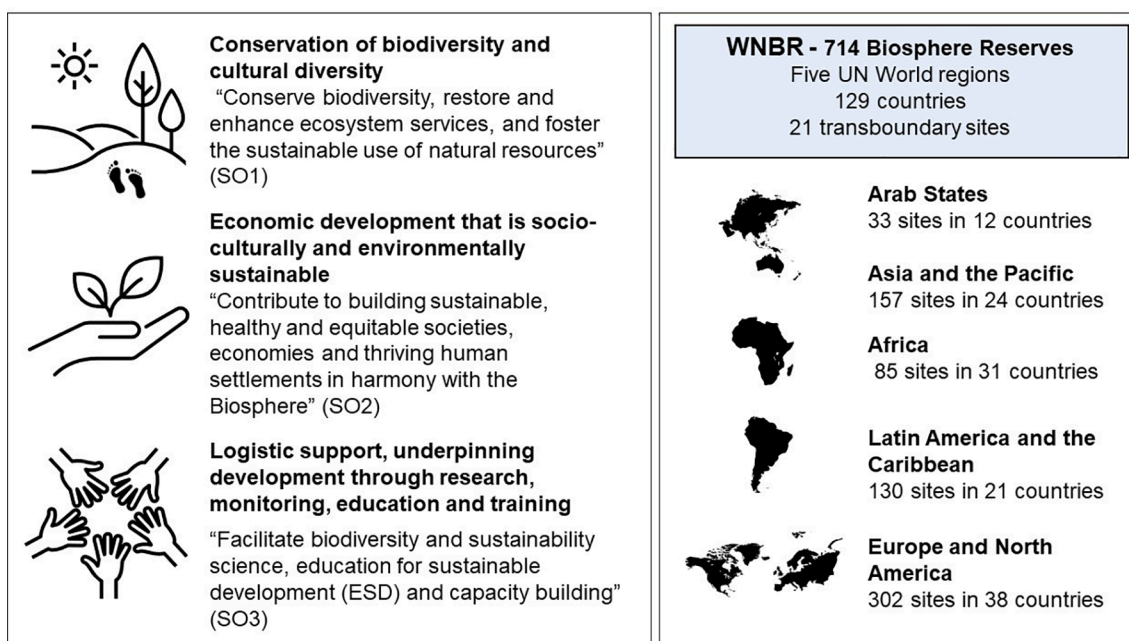 Conservation of biodiversity and
cultural diversity
“Conserve biodiversity, restore and
enhance ecosystem services, and foster
the sustainable use of natural resources”
(SO1)
Economic development that is socio-
culturally and environmentally
sustainable
“Contribute to building sustainable,
healthy and equitable societies,
economies and thriving human
settlements in harmony with the
Biosphere” (SO2)
Logistic support, underpinning
development through research,
monitoring, education and training
“Facilitate biodiversity and sustainability
science, education for sustainable
development (ESD) and capacity building”
(SO3)
WNBR - 714 Biosphere Reserves
Five UN World regions
129 countries
21 transboundary sites
Arab States
33 sites in 12 countries
Asia and the Pacific
157 sites in 24 countries
Africa
85 sites in 31 countries
Latin America and the
Caribbean
130 sites in 21 countries
Europe and North
America
302 sites in 38 countries